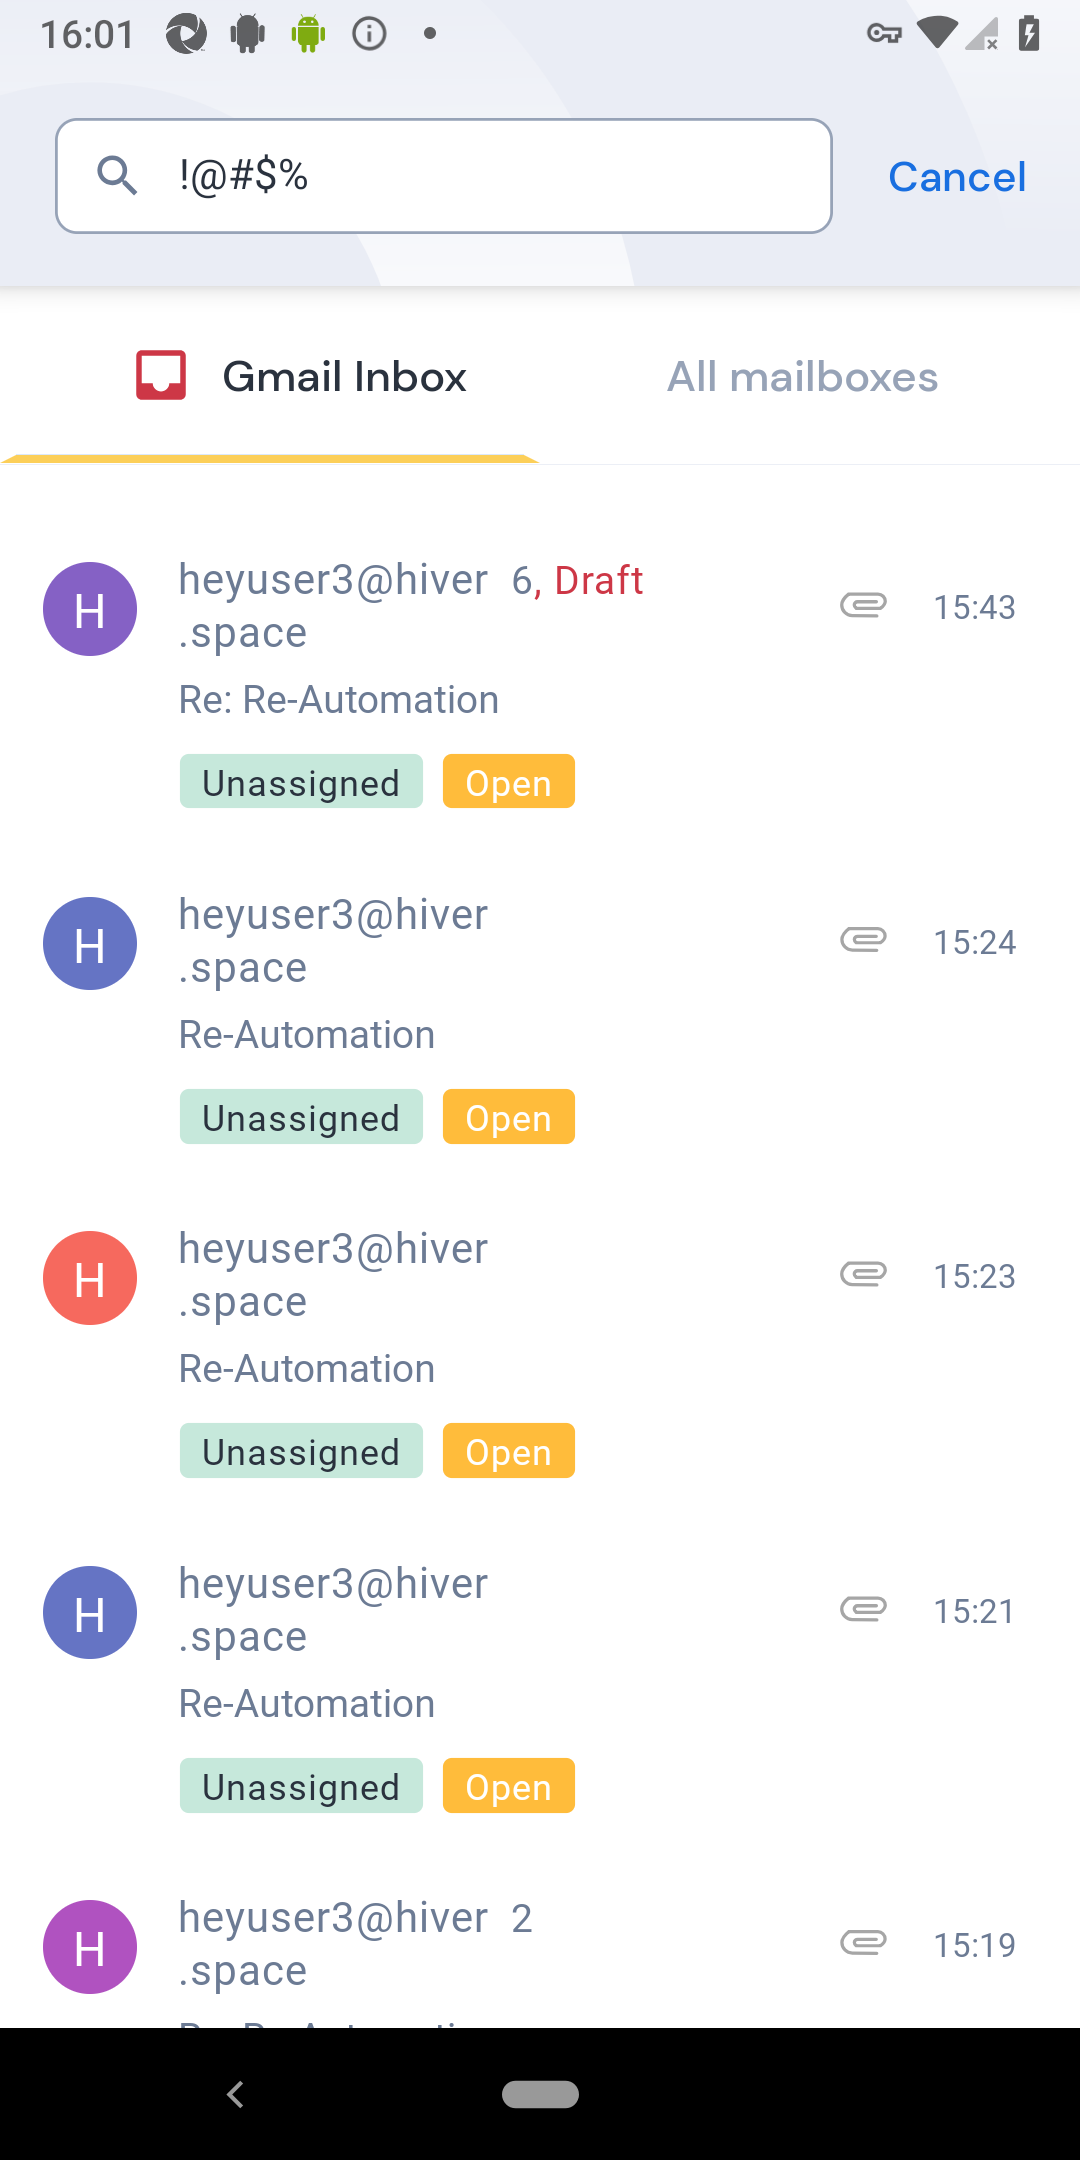 16:01
!@#$%
Cancel
Gmail Inbox
All mailboxes
H
heyuser3@hiver 6, Draft
.space
15:43
Re: Re-Automation
Unassigned Open
H
heyuser3@hiver
.space
15:24
Re-Automation
Unassigned Open
H
heyuser3@hiver
.space
15:23
Re-Automation
Unassigned Open
H
heyuser3@hiver
.space
15:21
Re-Automation
Unassigned Open
H
heyuser3@hiver 2
.space
15:19